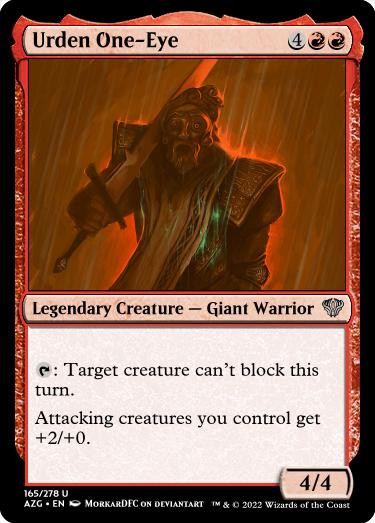 Urden One-Eye 4
Legendary Creature — Giant Warrior
: Target creature can't block this
turn.
Attacking creatures you control get
+2/+0.
4/4
165/278 U
AZG • EN MorkarDFC on deviantart ™ & © 2022 Wizards of the Coast